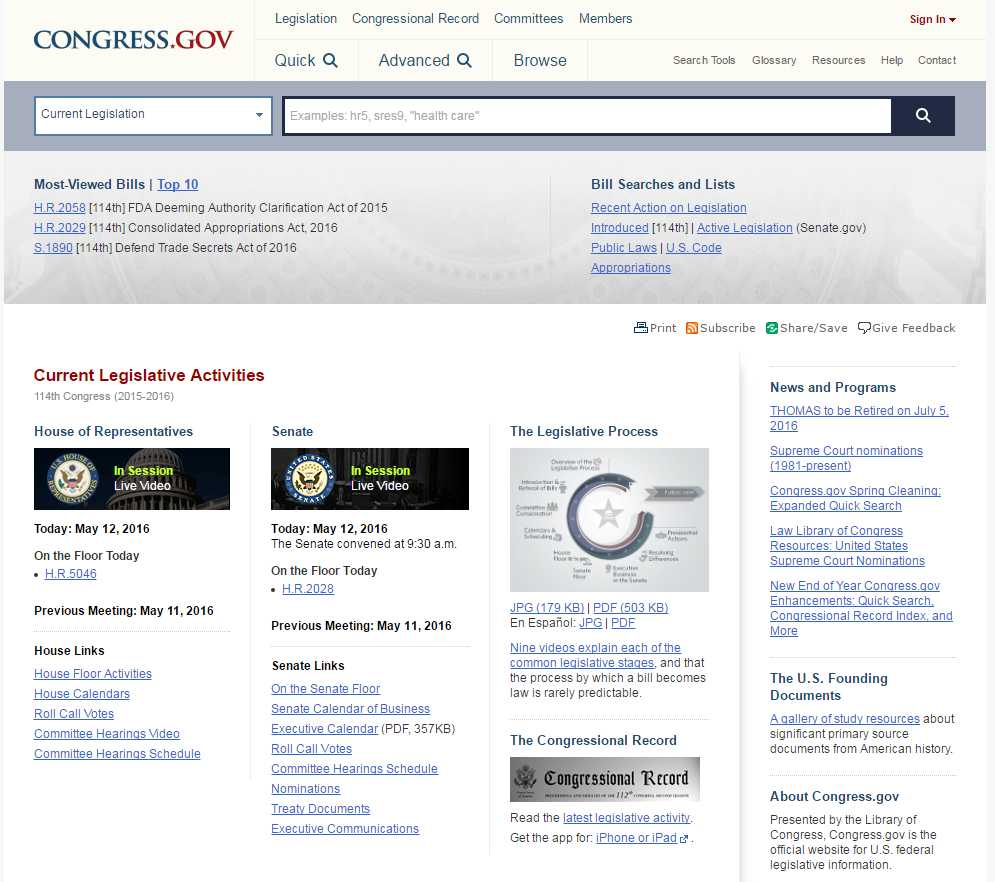 CONGRESS.GOV
Legislation Congressional Record Committees Members
Sign In
Quick Advanced Browse
Search Tools Glossary Resources Help Contact
Current Legislation
Examples: hr5, sres9, "health care"
Most-Viewed Bills | Top 10
H.R.2058 [114th] FDA Deeming Authority Clarification Act of 2015
H.R.2029 [114th] Consolidated Appropriations Act, 2016
S.1890 [114th] Defend Trade Secrets Act of 2016
Bill Searches and Lists
Recent Action on Legislation
Introduced [114th] | Active Legislation (Senate.gov)
Public Laws | U.S. Code
Appropriations
Print Subscribe Share/Save Give Feedback
Current Legislative Activities
114th Congress (2015-2016)
House of Representatives
U.S. HOUSE OF REPRESENTATIVES
In Session
Live Video
Today: May 12, 2016
On the Floor Today
H.R.5046
Previous Meeting: May 11, 2016
House Links
House Floor Activities
House Calendars
Roll Call Votes
Committee Hearings Video
Committee Hearings Schedule
Senate
UNITED STATES SENATE
In Session
Live Video
Today: May 12, 2016
The Senate convened at 9:30 a.m.
On the Floor Today
H.R.2028
Previous Meeting: May 11, 2016
Senate Links
On the Senate Floor
Senate Calendar of Business
Executive Calendar (PDF, 357KB)
Roll Call Votes
Committee Hearings Schedule
Nominations
Treaty Documents
Executive Communications
The Legislative Process
Overview of the
Legislative Process
Introduction &
Referral of Bills
Committee
Consideration
Calendars &
Scheduling
House
Floor
Senate
Floor
Executive
Business
in the Senate
Resolving
Differences
Presidential
Actions
JPG (179 KB) | PDF (503 KB)
En Español: JPG | PDF
Nine videos explain each of the
common legislative stages, and that
the process by which a bill becomes
law is rarely predictable.
The Congressional Record
Congressional Record
Read the latest legislative activity.
Get the app for: iPhone or iPad .
News and Programs
THOMAS to be Retired on July 5,
2016
Supreme Court nominations
(1981-present)
Congress.gov Spring Cleaning:
Expanded Quick Search
Law Library of Congress
Resources: United States
Supreme Court Nominations
New End of Year Congress.gov
Enhancements: Quick Search,
Congressional Record Index, and
More
The U.S. Founding
Documents
A gallery of study resources about
significant primary source
documents from American history.
About Congress.gov
Presented by the Library of
Congress, Congress.gov is the
official website for U.S. federal
legislative information.